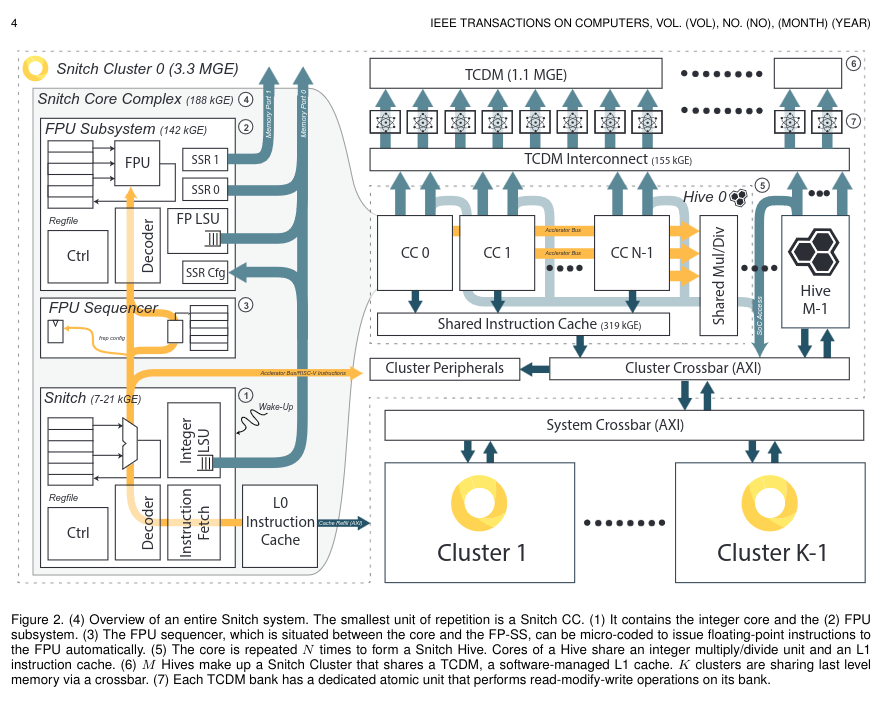 4
IEEE TRANSACTIONS ON COMPUTERS, VOL. (VOL), NO. (NO), (MONTH) (YEAR)
Snitch Cluster 0 (3.3 MGE)
Snitch Core Complex (188 kGE) 4
FPU Subsystem (142 kGE) 2
FPU
SSR 1
SSR 0
Regfile
FP LSU
Ctrl
Decoder
SSR Cfg
Memory Port 1
Memory Port 0
FPU Sequencer 3
frep config
Accelerator Bus/RISC-V Instructions
Snitch (7-21 kGE) 1
Wake-Up
Integer LSU
Regfile
Ctrl
Decoder
Instruction Fetch
L0
Instruction
Cache
Cache Refill (AXI)
TCDM (1.1 MGE)
6
7
TCDM Interconnect (155 kGE)
5
Hive 0
CC 0
CC 1
CC N-1
Accelerator Bus
Accelerator Bus
Shared Mul/Div
SoC Access
Hive
M-1
Shared Instruction Cache (319 kGE)
Cluster Peripherals
Cluster Crossbar (AXI)
System Crossbar (AXI)
Cluster 1
Cluster K-1
Figure 2. (4) Overview of an entire Snitch system. The smallest unit of repetition is a Snitch CC. (1) It contains the integer core and the (2) FPU
subsystem. (3) The FPU sequencer, which is situated between the core and the FP-SS, can be micro-coded to issue floating-point instructions to
the FPU automatically. (5) The core is repeated N times to form a Snitch Hive. Cores of a Hive share an integer multiply/divide unit and an L1
instruction cache. (6) M Hives make up a Snitch Cluster that shares a TCDM, a software-managed L1 cache. K clusters are sharing last level
memory via a crossbar. (7) Each TCDM bank has a dedicated atomic unit that performs read-modify-write operations on its bank.